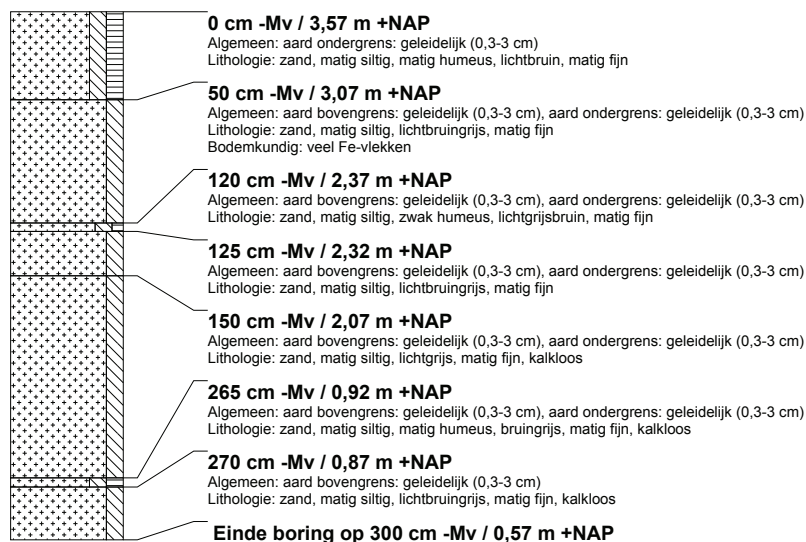 0 cm -Mv / 3,57 m +NAP
Algemeen: aard ondergrens: geleidelijk (0,3-3 cm)
Lithologie: zand, matig siltig, matig humeus, lichtbruin, matig fijn
50 cm -Mv / 3,07 m +NAP
Algemeen: aard bovengrens: geleidelijk (0,3-3 cm), aard ondergrens: geleidelijk (0,3-3 cm)
Lithologie: zand, matig siltig, lichtbruingrijs, matig fijn
Bodemkundig: veel Fe-vlekken
120 cm -Mv / 2,37 m +NAP
Algemeen: aard bovengrens: geleidelijk (0,3-3 cm), aard ondergrens: geleidelijk (0,3-3 cm)
Lithologie: zand, matig siltig, zwak humeus, lichtgrijsbruin, matig fijn
125 cm -Mv / 2,32 m +NAP
Algemeen: aard bovengrens: geleidelijk (0,3-3 cm), aard ondergrens: geleidelijk (0,3-3 cm)
Lithologie: zand, matig siltig, lichtbruingrijs, matig fijn
150 cm -Mv / 2,07 m +NAP
Algemeen: aard bovengrens: geleidelijk (0,3-3 cm), aard ondergrens: geleidelijk (0,3-3 cm)
Lithologie: zand, matig siltig, lichtgrijs, matig fijn, kalkloos
265 cm -Mv / 0,92 m +NAP
Algemeen: aard bovengrens: geleidelijk (0,3-3 cm), aard ondergrens: geleidelijk (0,3-3 cm)
Lithologie: zand, matig siltig, matig humeus, bruingrijs, matig fijn, kalkloos
270 cm -Mv / 0,87 m +NAP
Algemeen: aard bovengrens: geleidelijk (0,3-3 cm)
Lithologie: zand, matig siltig, lichtbruingrijs, matig fijn, kalkloos
Einde boring op 300 cm -Mv / 0,57 m +NAP